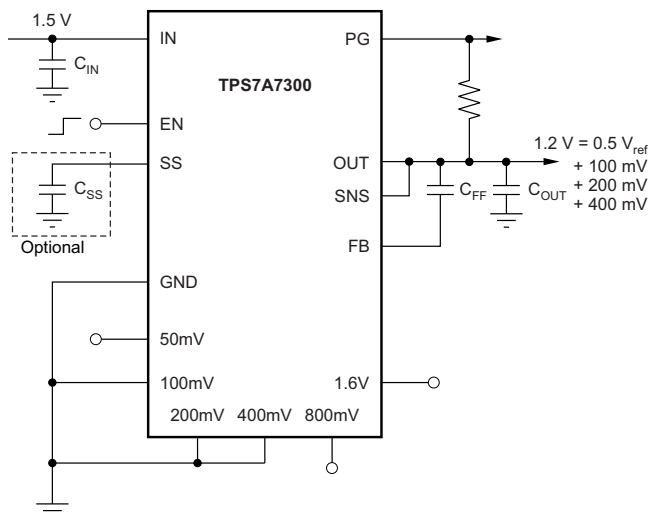 1.5 V
IN
PG
C_IN
TPS7A7300
EN
SS
OUT
1.2 V = 0.5 V_ref
+ 100 mV
+ 200 mV
+ 400 mV
C_SS
SNS
C_FF
C_OUT
Optional
FB
GND
50mV
100mV
1.6V
200mV 400mV 800mV